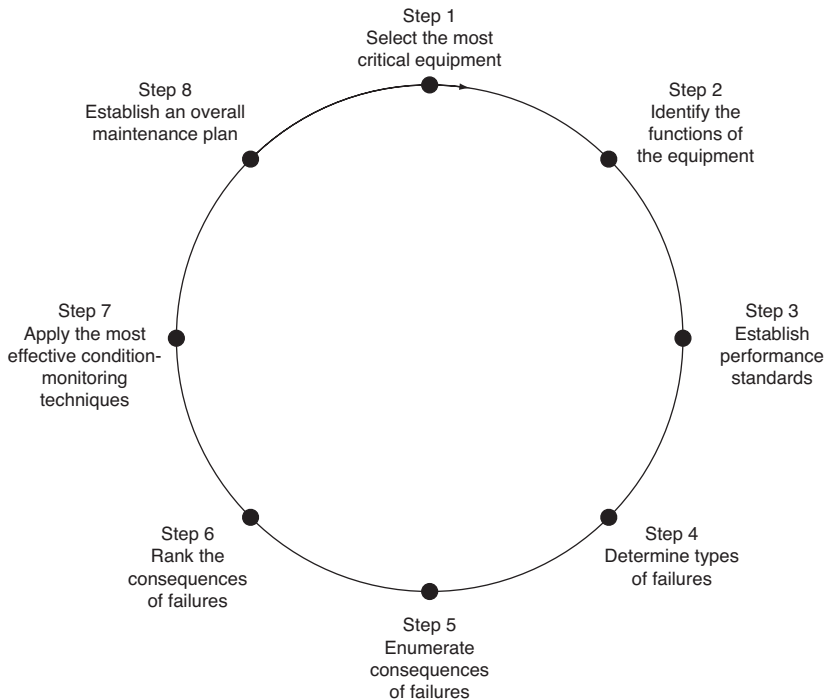 Step 1
Select the most
critical equipment
Step 2
Identify the
functions of
the equipment
Step 3
Establish
performance
standards
Step 4
Determine types
of failures
Step 5
Enumerate
consequences
of failures
Step 6
Rank the
consequences
of failures
Step 7
Apply the most
effective condition-
monitoring
techniques
Step 8
Establish an overall
maintenance plan